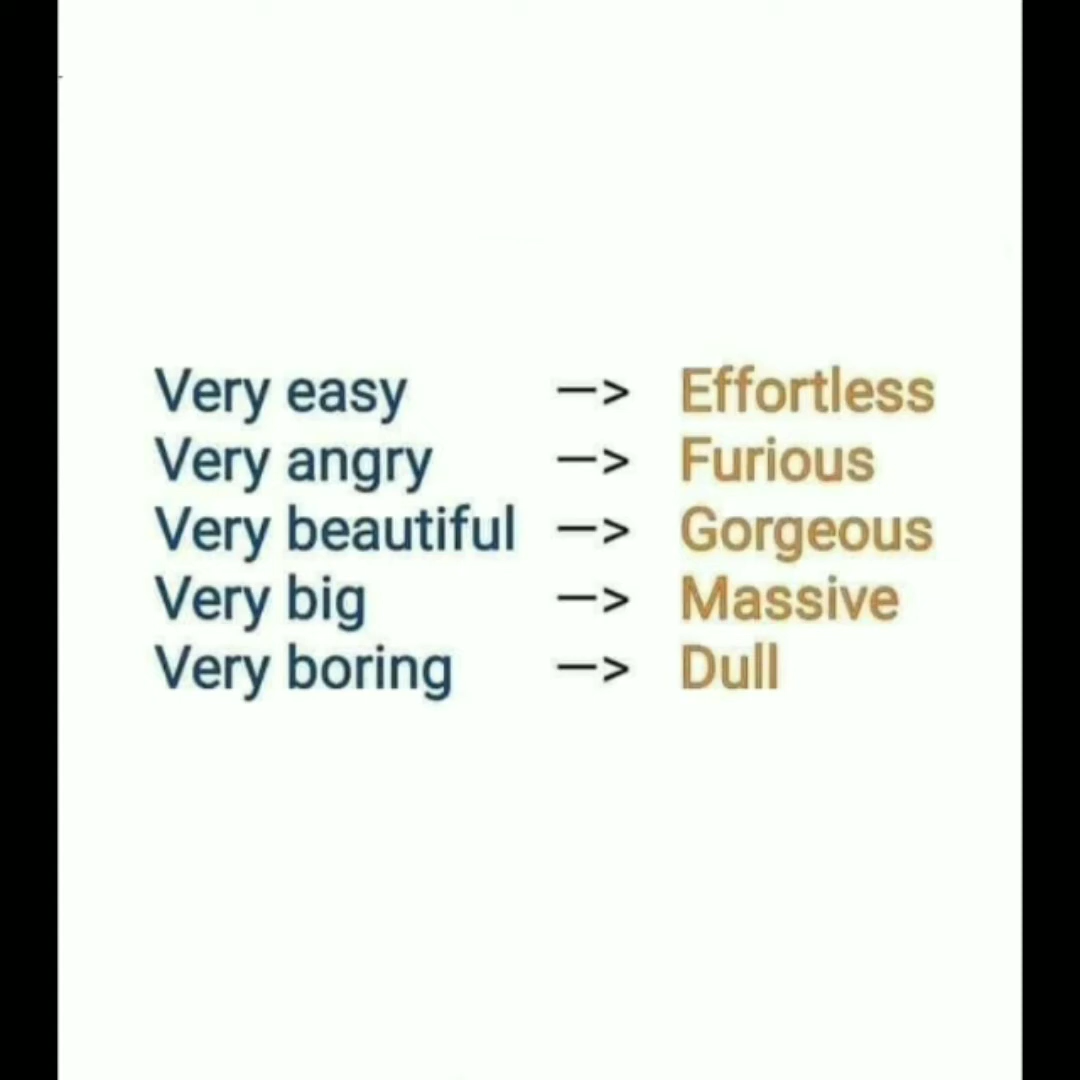 Very easy —> Effortless
Very angry —> Furious
Very beautiful —> Gorgeous
Very big —> Massive
Very boring —> Dull